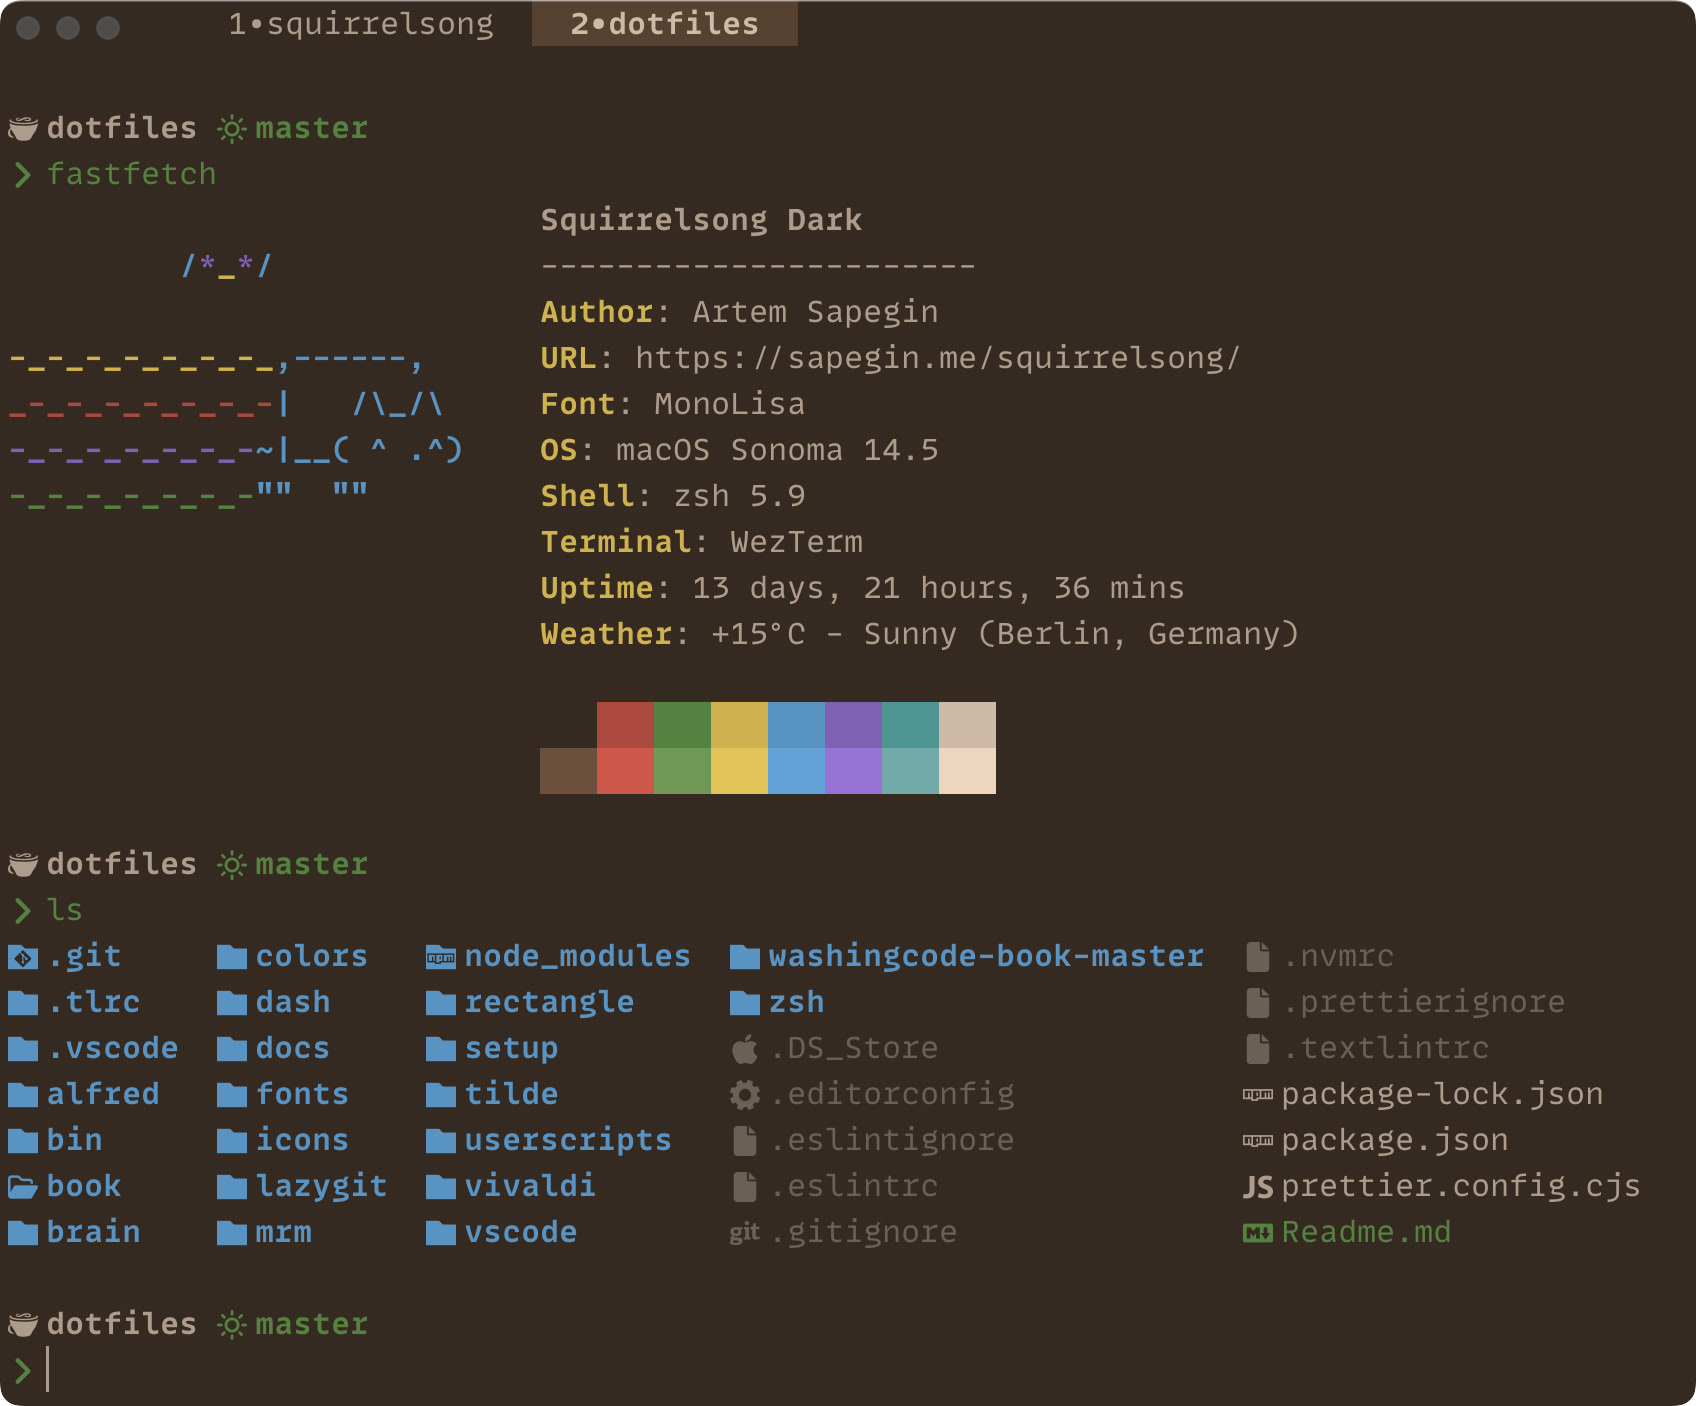 1•squirrelsong 2•dotfiles
dotfiles master
❯ fastfetch
Squirrelsong Dark
/*_*/ -----------------------
Author: Artem Sapegin
-_-_-_-_-_-_-_,------, URL: https://sapegin.me/squirrelsong/
_-_-_-_-_-_-_-|   /\_/\ Font: MonoLisa
-_-_-_-_-_-_-~|__( ^ .^) OS: macOS Sonoma 14.5
-_-_-_-_-_-_-""  "" Shell: zsh 5.9
Terminal: WezTerm
Uptime: 13 days, 21 hours, 36 mins
Weather: +15°C - Sunny (Berlin, Germany)
dotfiles master
❯ ls
.git colors npm node_modules washingcode-book-master .nvmrc
.tlrc dash rectangle zsh .prettierignore
.vscode docs setup .DS_Store .textlintrc
alfred fonts tilde .editorconfig npm package-lock.json
bin icons userscripts .eslintignore npm package.json
book lazygit vivaldi .eslintrc JS prettier.config.cjs
brain mrm vscode git .gitignore M↓ Readme.md
dotfiles master
❯